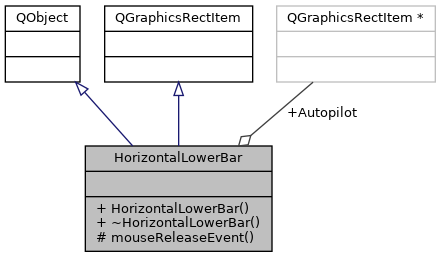 QObject
QGraphicsRectItem
QGraphicsRectItem *
+Autopilot
HorizontalLowerBar
+ HorizontalLowerBar()
+ ~HorizontalLowerBar()
# mouseReleaseEvent()